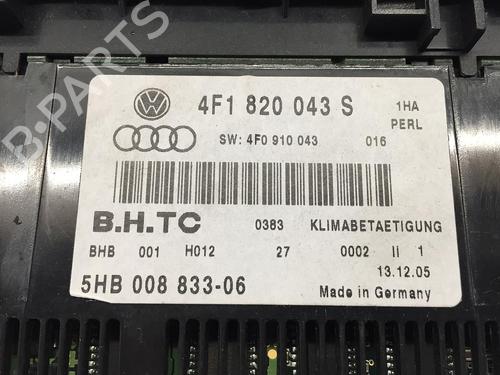 B-PARTS
4F1 820 043 S 1HA
SW: 4F0 910 043 016 PERL
B.H.TC 0383 KLIMABETAETIGUNG
BHB 001 H012 27 0002 II 1
13.12.05
5HB 008 833-06 Made in Germany